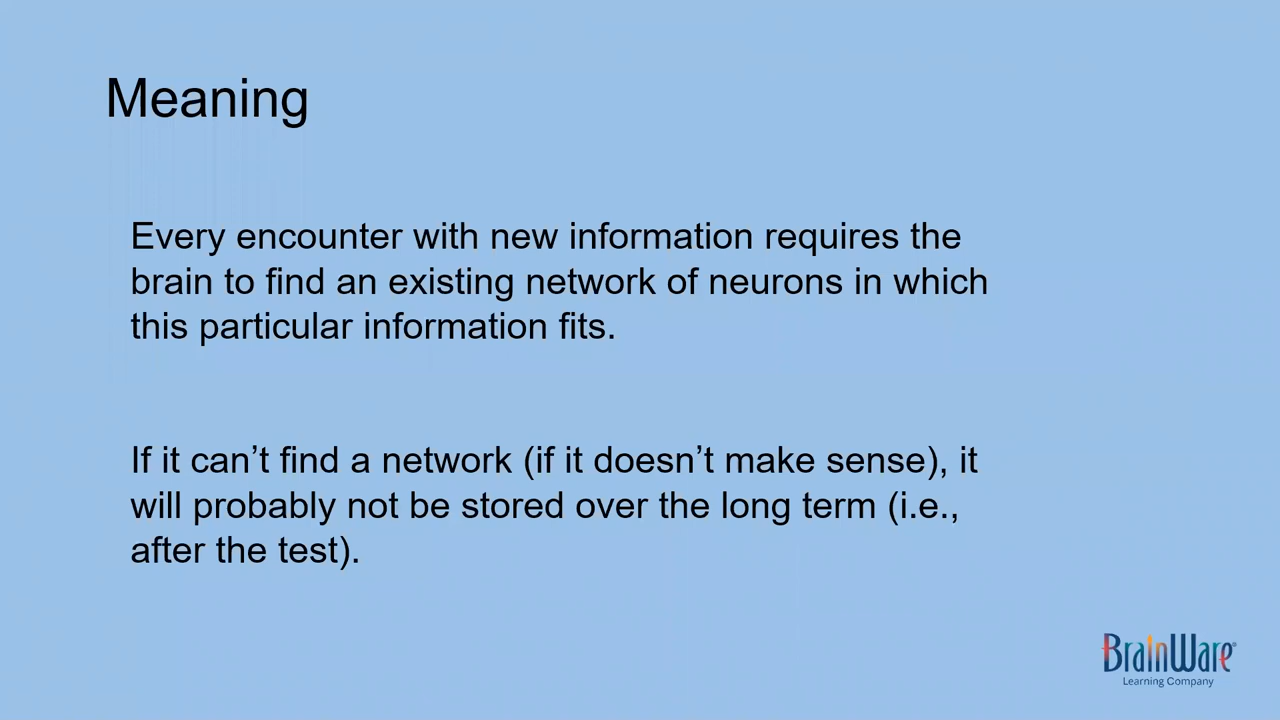 Meaning
Every encounter with new information requires the
brain to find an existing network of neurons in which
this particular information fits.
If it can’t find a network (if it doesn’t make sense), it
will probably not be stored over the long term (i.e.,
after the test).
BrainWare®
Learning Company